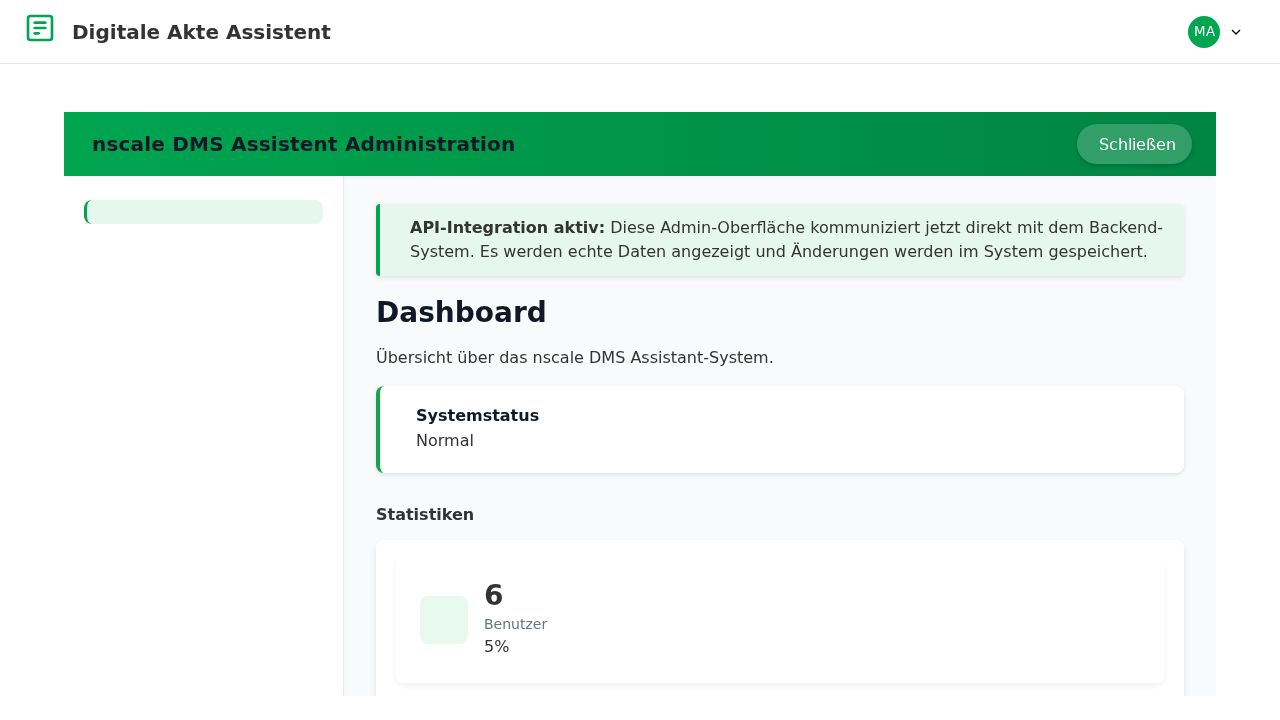 Digitale Akte Assistent
MA
nscale DMS Assistent Administration
Schließen
API-Integration aktiv: Diese Admin-Oberfläche kommuniziert jetzt direkt mit dem Backend-
System. Es werden echte Daten angezeigt und Änderungen werden im System gespeichert.
Dashboard
Übersicht über das nscale DMS Assistant-System.
Systemstatus
Normal
Statistiken
6
Benutzer
5%